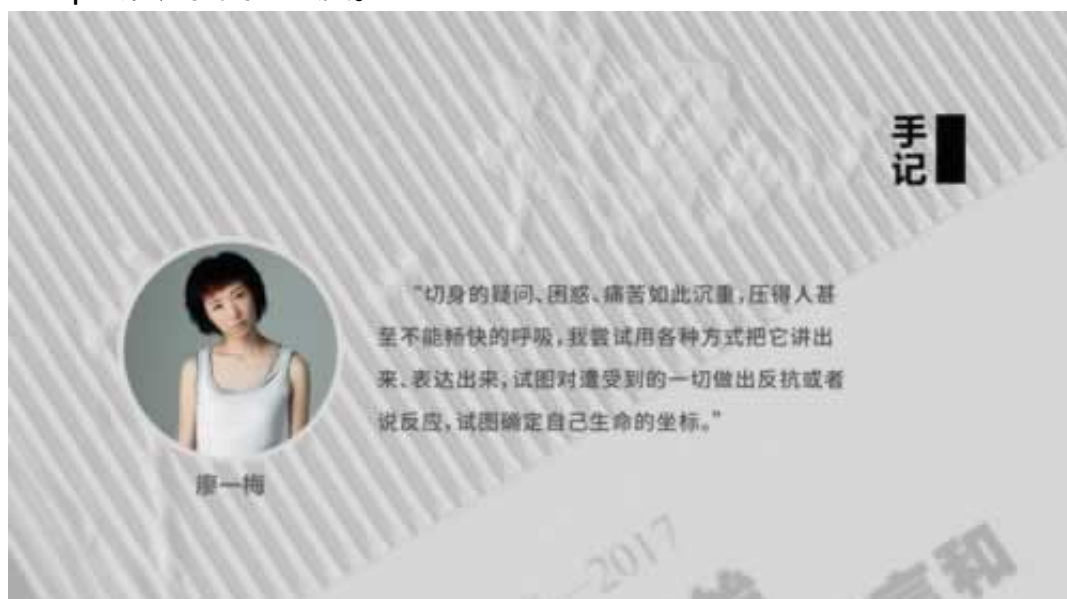 手记
“切身的疑问、困惑、痛苦如此沉重，压得人甚
至不能畅快的呼吸，我尝试用各种方式把它讲出
来、表达出来，试图对遭受到的一切做出反抗或者
说反应，试图确定自己生命的坐标。”
廖一梅
—2017